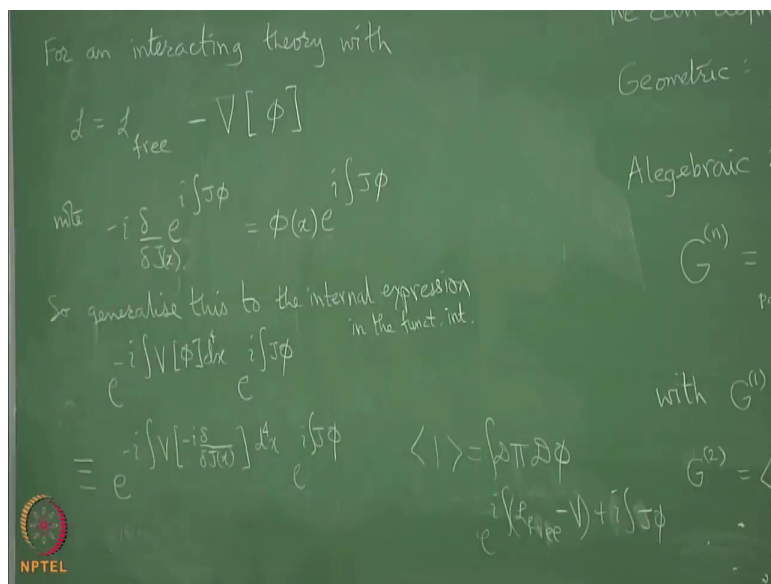 For an interacting theory with
ℒ = ℒ_free − V[ϕ]
note −i δ/δJ(x) e^{i∫Jϕ} = ϕ(x) e^{i∫Jϕ}
So generalise this to the internal expression
in the funct. int.
e^{−i∫V[ϕ]d⁴x} e^{i∫Jϕ}
≡ e^{−i∫V[−iδ/δJ(x)] d⁴x} e^{i∫Jϕ}
⟨1⟩ = ∫𝒟π 𝒟ϕ
e^{i∫(ℒ_free − V) + i∫Jϕ}
Geometric :
Alegebraic :
G^{(n)} =
with G^{(1)}
G^{(2)} = ⟨
NPTEL